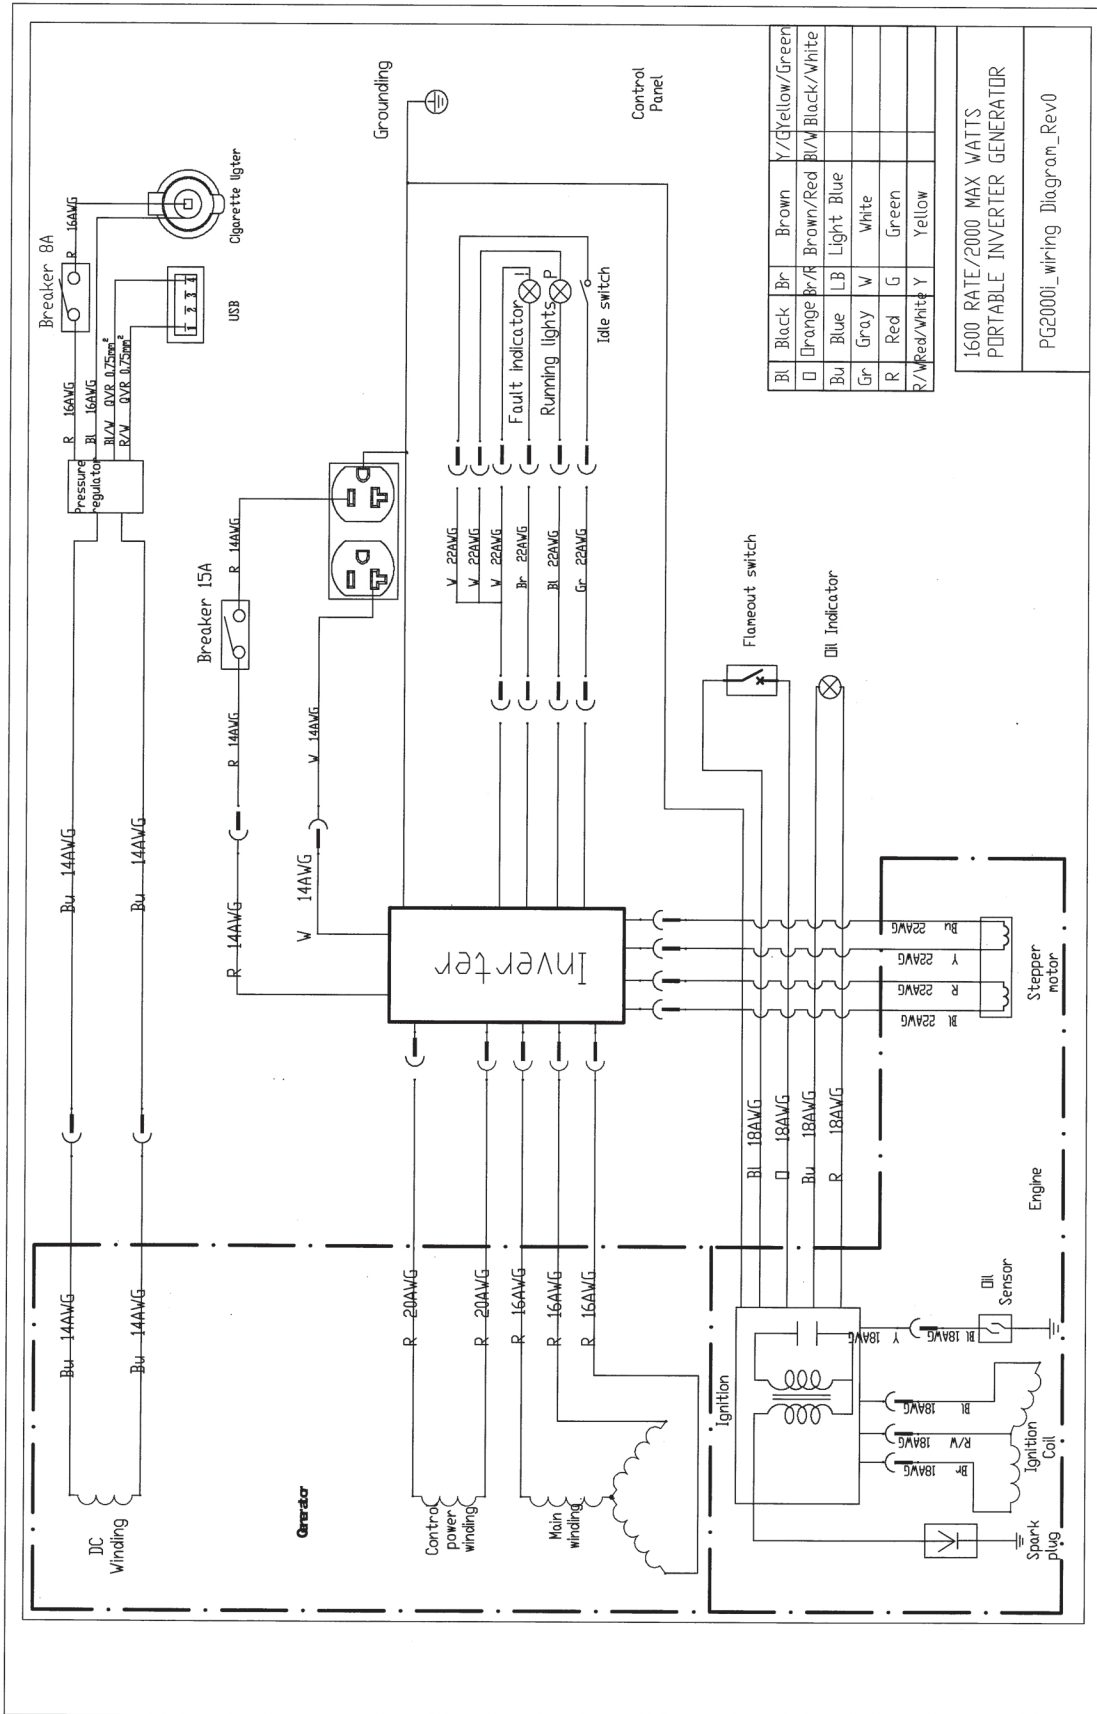 Breaker 8A
R 16AWG
R 16AWG
Bl 16AWG
Bl/W QVR 0.75mm²
R/W QVR 0.75mm²
Cigarette ligter
USB
Pressure
regulator
Bu 14AWG
Bu 14AWG
Bu 14AWG
Bu 14AWG
DC
Winding
Breaker 15A
R 14AWG
R 14AWG
W 14AWG
R 14AWG
W 14AWG
Grounding
Control
Panel
W 22AWG
W 22AWG
W 22AWG
Br 22AWG
Bl 22AWG
Gr 22AWG
Fault indicator
I
Running lights
P
Idle switch
Inverter
Generator
R 20AWG
R 20AWG
R 16AWG
R 16AWG
R 16AWG
Control
power
winding
Main
winding
Flameout switch
Oil Indicator
Bl 18AWG
O 18AWG
Bu 18AWG
R 18AWG
Bu 22AWG
Y 22AWG
R 22AWG
Bl 22AWG
Stepper
motor
Engine
Ignition
Y 18AWG
Bl 18AWG
Oil
Sensor
Bl 18AWG
R/W 18AWG
Br 18AWG
Ignition
Coil
Spark
plug
Bl Black Br Brown Y/G Yellow/Green
O Orange Br/R Brown/Red Bl/W Black/White
Bu Blue LB Light Blue
Gr Gray W White
R Red G Green
R/W Red/White Y Yellow
1600 RATE/2000 MAX WATTS
PORTABLE INVERTER GENERATOR
PG2000i_wiring Diagram_Rev0
1 2 3 4